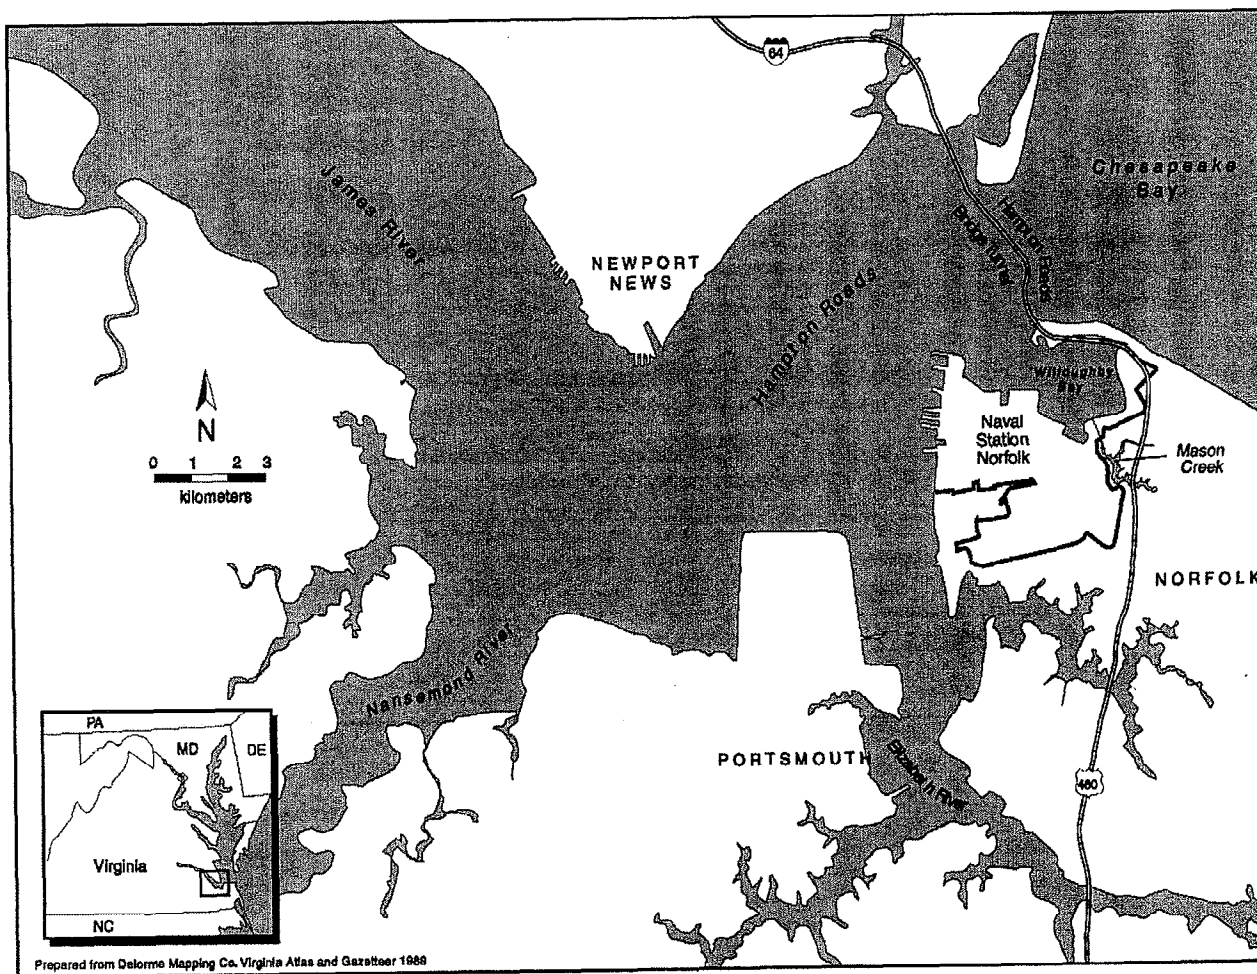 64
Chesapeake
Bay
James River
Hampton Roads
Bridge Tunnel
NEWPORT
NEWS
Hampton Roads
Willoughby
Bay
N
0 1 2 3
kilometers
Naval
Station
Norfolk
Mason
Creek
NORFOLK
Nansemond River
PORTSMOUTH
Elizabeth River
460
PA
MD
DE
Virginia
NC
Prepared from Delorme Mapping Co. Virginia Atlas and Gazetteer 1989